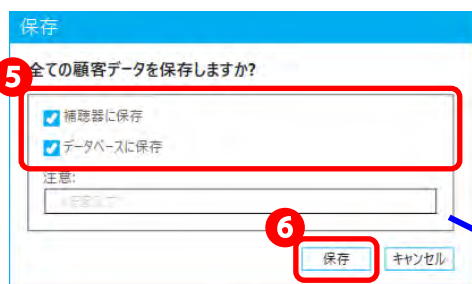 保存
5
全ての顧客データを保存しますか?
補聴器に保存
データベースに保存
注意:
6
保存 キャンセル